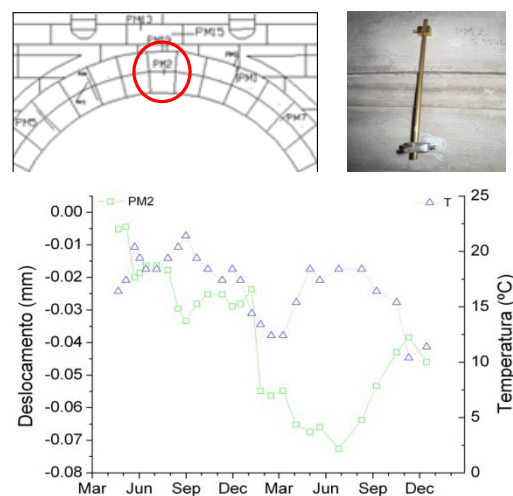 PM13
PM15
PM19
PM2
PM1
PM5
PM7
PM2
PM2
T
0.00
-0.01
-0.02
-0.03
-0.04
-0.05
-0.06
-0.07
-0.08
Deslocamento (mm)
25
20
15
10
5
0
Temperatura (ºC)
Mar Jun Sep Dec Mar Jun Sep Dec